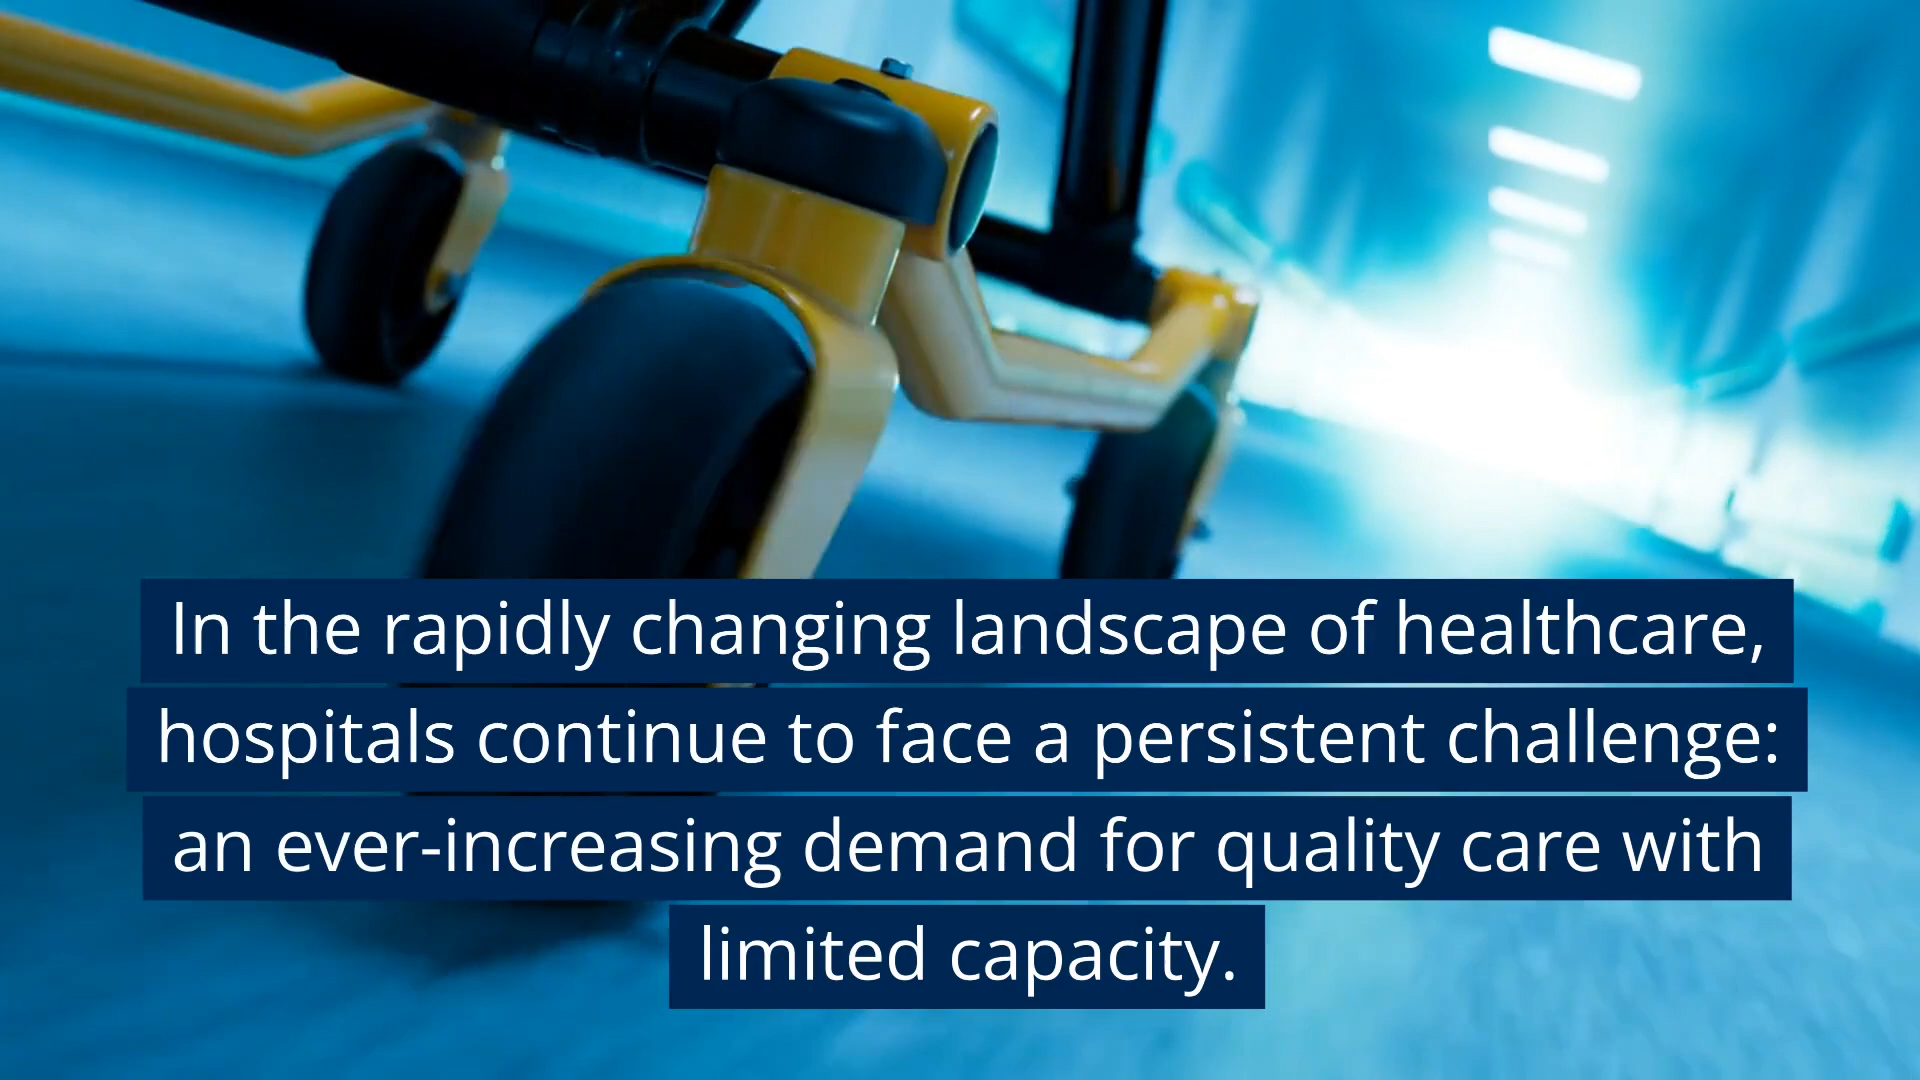 In the rapidly changing landscape of healthcare,
hospitals continue to face a persistent challenge:
an ever-increasing demand for quality care with
limited capacity.